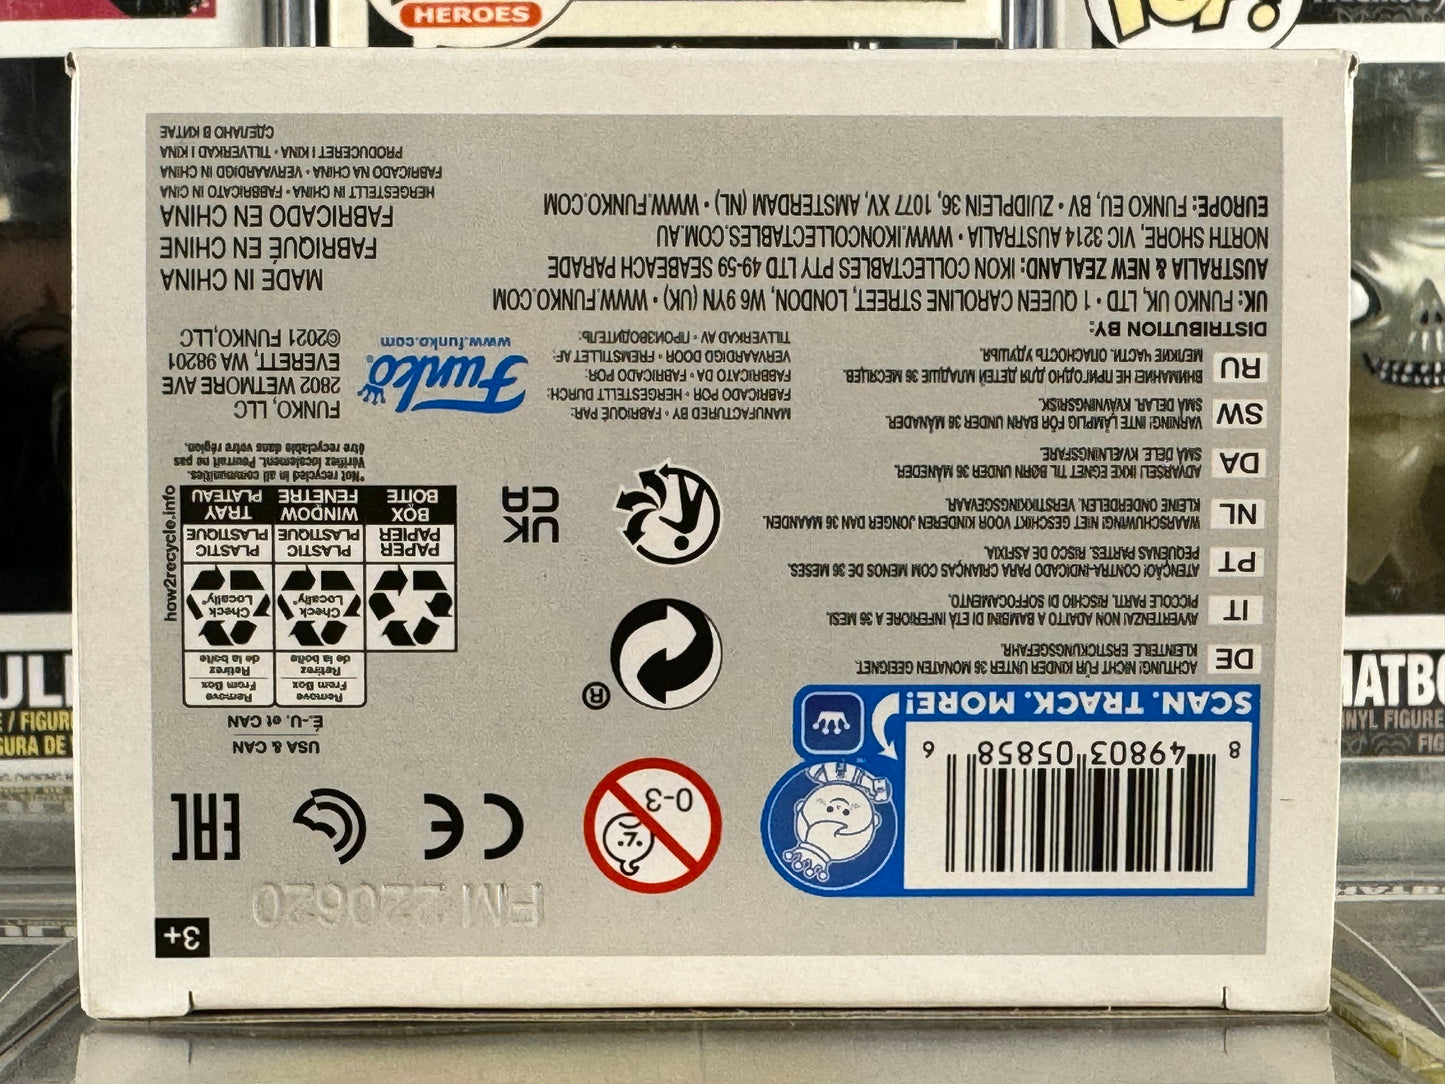 HEROES
POP!
SCAN. TRACK. MORE!
8 49803 05858 6
DE ACHTUNG! NICHT FÜR KINDER UNTER 36 MONATEN GEEIGNET.
KLEINTEILE. ERSTICKUNGSGEFAHR.
IT AVVERTENZA! NON ADATTO A BAMBINI DI ETÀ INFERIORE A 36 MESI.
PICCOLE PARTI. RISCHIO DI SOFFOCAMENTO.
PT ATENÇÃO! CONTRA-INDICADO PARA CRIANÇAS COM MENOS DE 36 MESES.
PEQUENAS PARTES. RISCO DE ASFIXIA.
NL WAARSCHUWING! NIET GESCHIKT VOOR KINDEREN JONGER DAN 36 MAANDEN.
KLEINE ONDERDELEN. VERSTIKKINGSGEVAAR.
DA ADVARSEL! IKKE EGNET TIL BØRN UNDER 36 MÅNEDER.
SMÅ DELE. KVÆLNINGSFARE.
SW VARNING! INTE LÄMPLIG FÖR BARN UNDER 36 MÅNADER.
SMÅ DELAR. KVÄVNINGSRISK.
RU ВНИМАНИЕ! НЕ ПРИГОДНО ДЛЯ ДЕТЕЙ МЛАДШЕ 36 МЕСЯЦЕВ.
МЕЛКИЕ ЧАСТИ. ОПАСНОСТЬ УДУШЬЯ.
DISTRIBUTION BY:
UK: FUNKO UK, LTD • 1 QUEEN CAROLINE STREET, LONDON, W6 9YN (UK) • WWW.FUNKO.COM
AUSTRALIA & NEW ZEALAND: IKON COLLECTABLES PTY LTD 49-59 SEABEACH PARADE
NORTH SHORE, VIC 3214 AUSTRALIA • WWW.IKONCOLLECTABLES.COM.AU
EUROPE: FUNKO EU, BV • ZUIDPLEIN 36, 1077 XV, AMSTERDAM (NL) • WWW.FUNKO.COM
0-3
CE
EAC
3+
FM 220620
®
UK
CA
USA & CAN
É.-U. et CAN
Remove
From Box
Retirez
de la boîte
Check
Locally*
PLASTIC
PLASTIQUE
WINDOW
FENÊTRE
Remove
From Box
Retirez
de la boîte
Check
Locally*
PLASTIC
PLASTIQUE
TRAY
PLATEAU
PAPER
PAPIER
BOX
BOÎTE
how2recycle.info
*Not recycled in all communities.
Vérifiez localement. Pourrait ne pas
être recyclable dans votre région.
MANUFACTURED BY • FABRIQUÉ PAR:
FABRICADO POR • HERGESTELLT DURCH:
FABBRICATO DA • FABRICADO POR:
VERVAARDIGD DOOR • FREMSTILLET AF:
TILLVERKAD AV • ПРОИЗВОДИТЕЛЬ:
Funko®
www.funko.com
FUNKO, LLC
2802 WETMORE AVE
EVERETT, WA 98201
©2021 FUNKO,LLC
MADE IN CHINA
FABRIQUÉ EN CHINE
FABRICADO EN CHINA
HERGESTELLT IN CHINA • FABBRICATO IN CINA
FABRICADO NA CHINA • VERVAARDIGD IN CHINA
PRODUCERET I KINA • TILLVERKAD I KINA
СДЕЛАНО В КИТАЕ